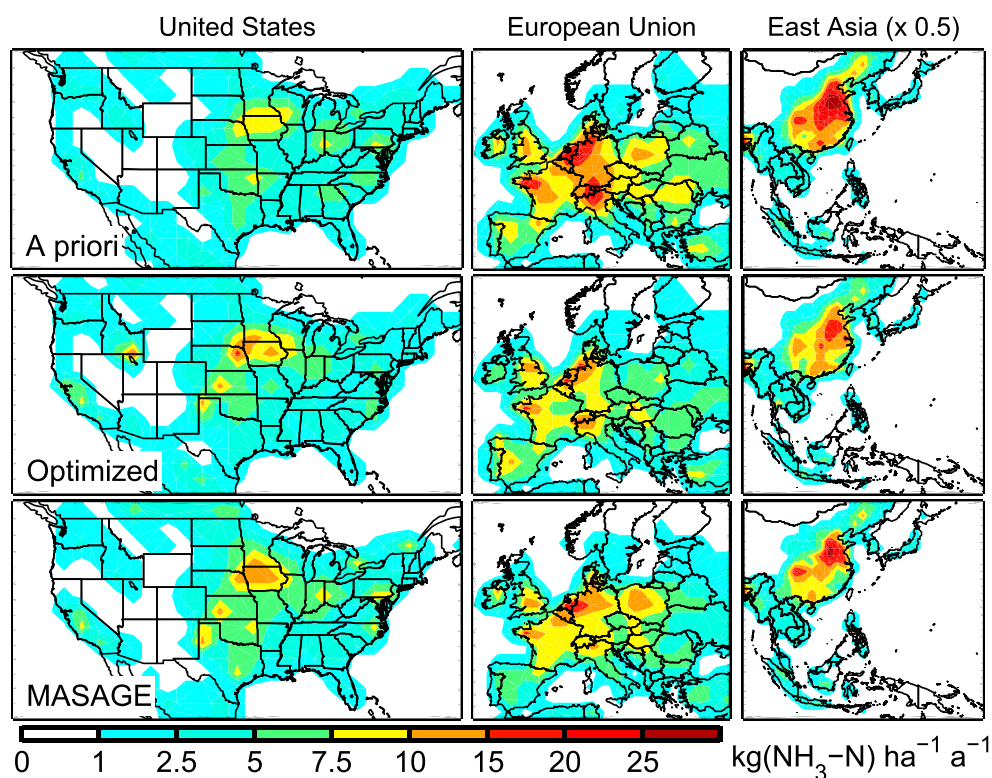 United States European Union East Asia (x 0.5)
A priori
Optimized
MASAGE
0 1 2.5 5 7.5 10 15 20 25 kg(NH₃−N) ha⁻¹ a⁻¹